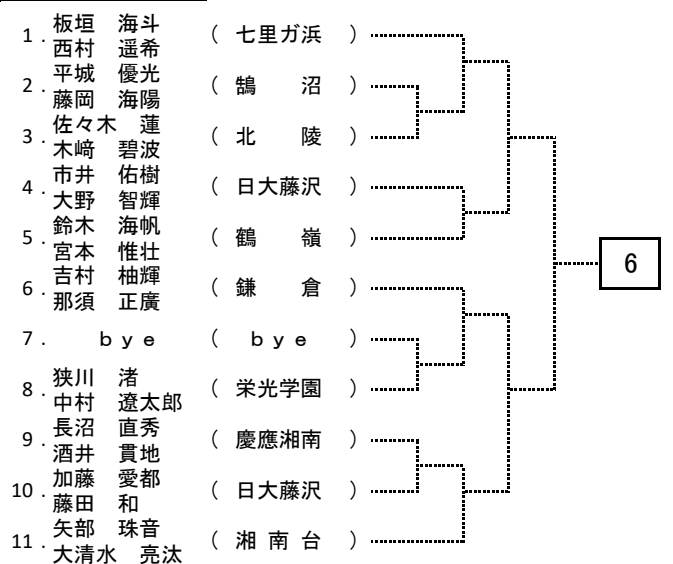 1. 板垣 海斗 ( 七里ガ浜 )
西村 遥希
2. 平城 優光 ( 鵠 沼 )
藤岡 海陽
3. 佐々木 蓮 ( 北 陵 )
木﨑 碧波
4. 市井 佑樹 ( 日大藤沢 )
大野 智輝
5. 鈴木 海帆 ( 鶴 嶺 )
宮本 惟壮
6. 吉村 柚輝 ( 鎌 倉 )
那須 正廣
6
7. ｂｙｅ ( ｂｙｅ )
8. 狭川 渚 ( 栄光学園 )
中村 遼太郎
9. 長沼 直秀 ( 慶應湘南 )
酒井 貫地
10. 加藤 愛都 ( 日大藤沢 )
藤田 和
11. 矢部 珠音 ( 湘南台 )
大清水 亮汰